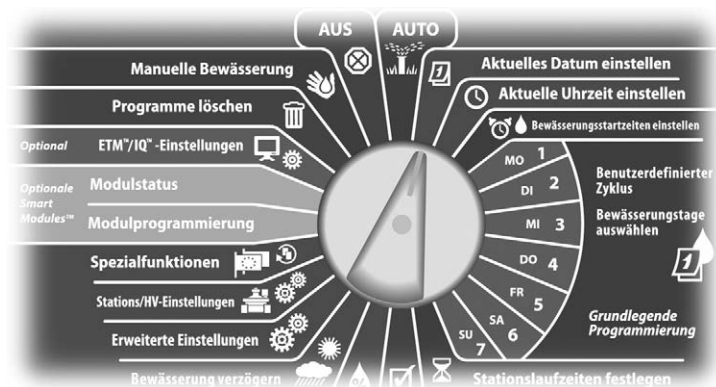 AUS
AUTO
Manuelle Bewässerung
Programme löschen
Optional
ETM™/IQ™ -Einstellungen
Optionale
Smart
Modules™
Modulstatus
Modulprogrammierung
Spezialfunktionen
Stations/HV-Einstellungen
Erweiterte Einstellungen
Bewässerung verzögern
%
1
Aktuelles Datum einstellen
Aktuelle Uhrzeit einstellen
Bewässerungsstartzeiten einstellen
MO 1
DI 2
MI 3
DO 4
FR 5
SA 6
SU 7
Benutzerdefinierter
Zyklus
Bewässerungstage
auswählen
1
Grundlegende
Programmierung
Stationslaufzeiten festlegen